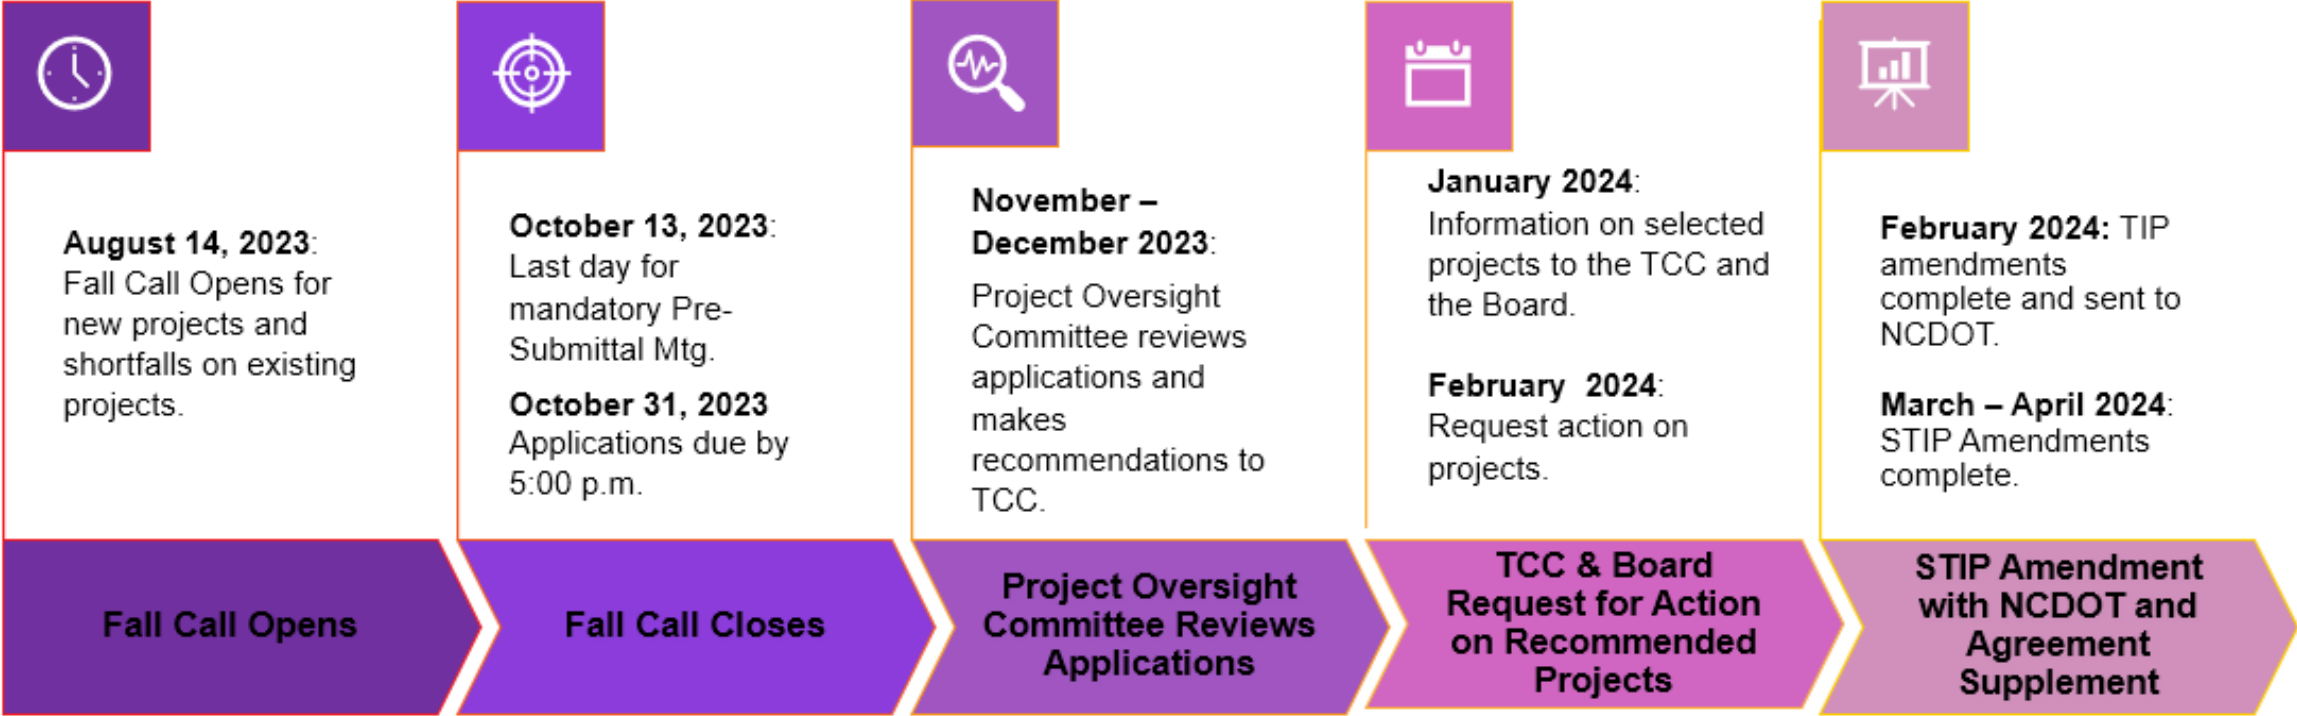 August 14, 2023:
Fall Call Opens for
new projects and
shortfalls on existing
projects.
Fall Call Opens
October 13, 2023:
Last day for
mandatory Pre-
Submittal Mtg.
October 31, 2023
Applications due by
5:00 p.m.
Fall Call Closes
November –
December 2023:
Project Oversight
Committee reviews
applications and
makes
recommendations to
TCC.
Project Oversight
Committee Reviews
Applications
January 2024:
Information on selected
projects to the TCC and
the Board.
February 2024:
Request action on
projects.
TCC & Board
Request for Action
on Recommended
Projects
February 2024: TIP
amendments
complete and sent to
NCDOT.
March – April 2024:
STIP Amendments
complete.
STIP Amendment
with NCDOT and
Agreement
Supplement